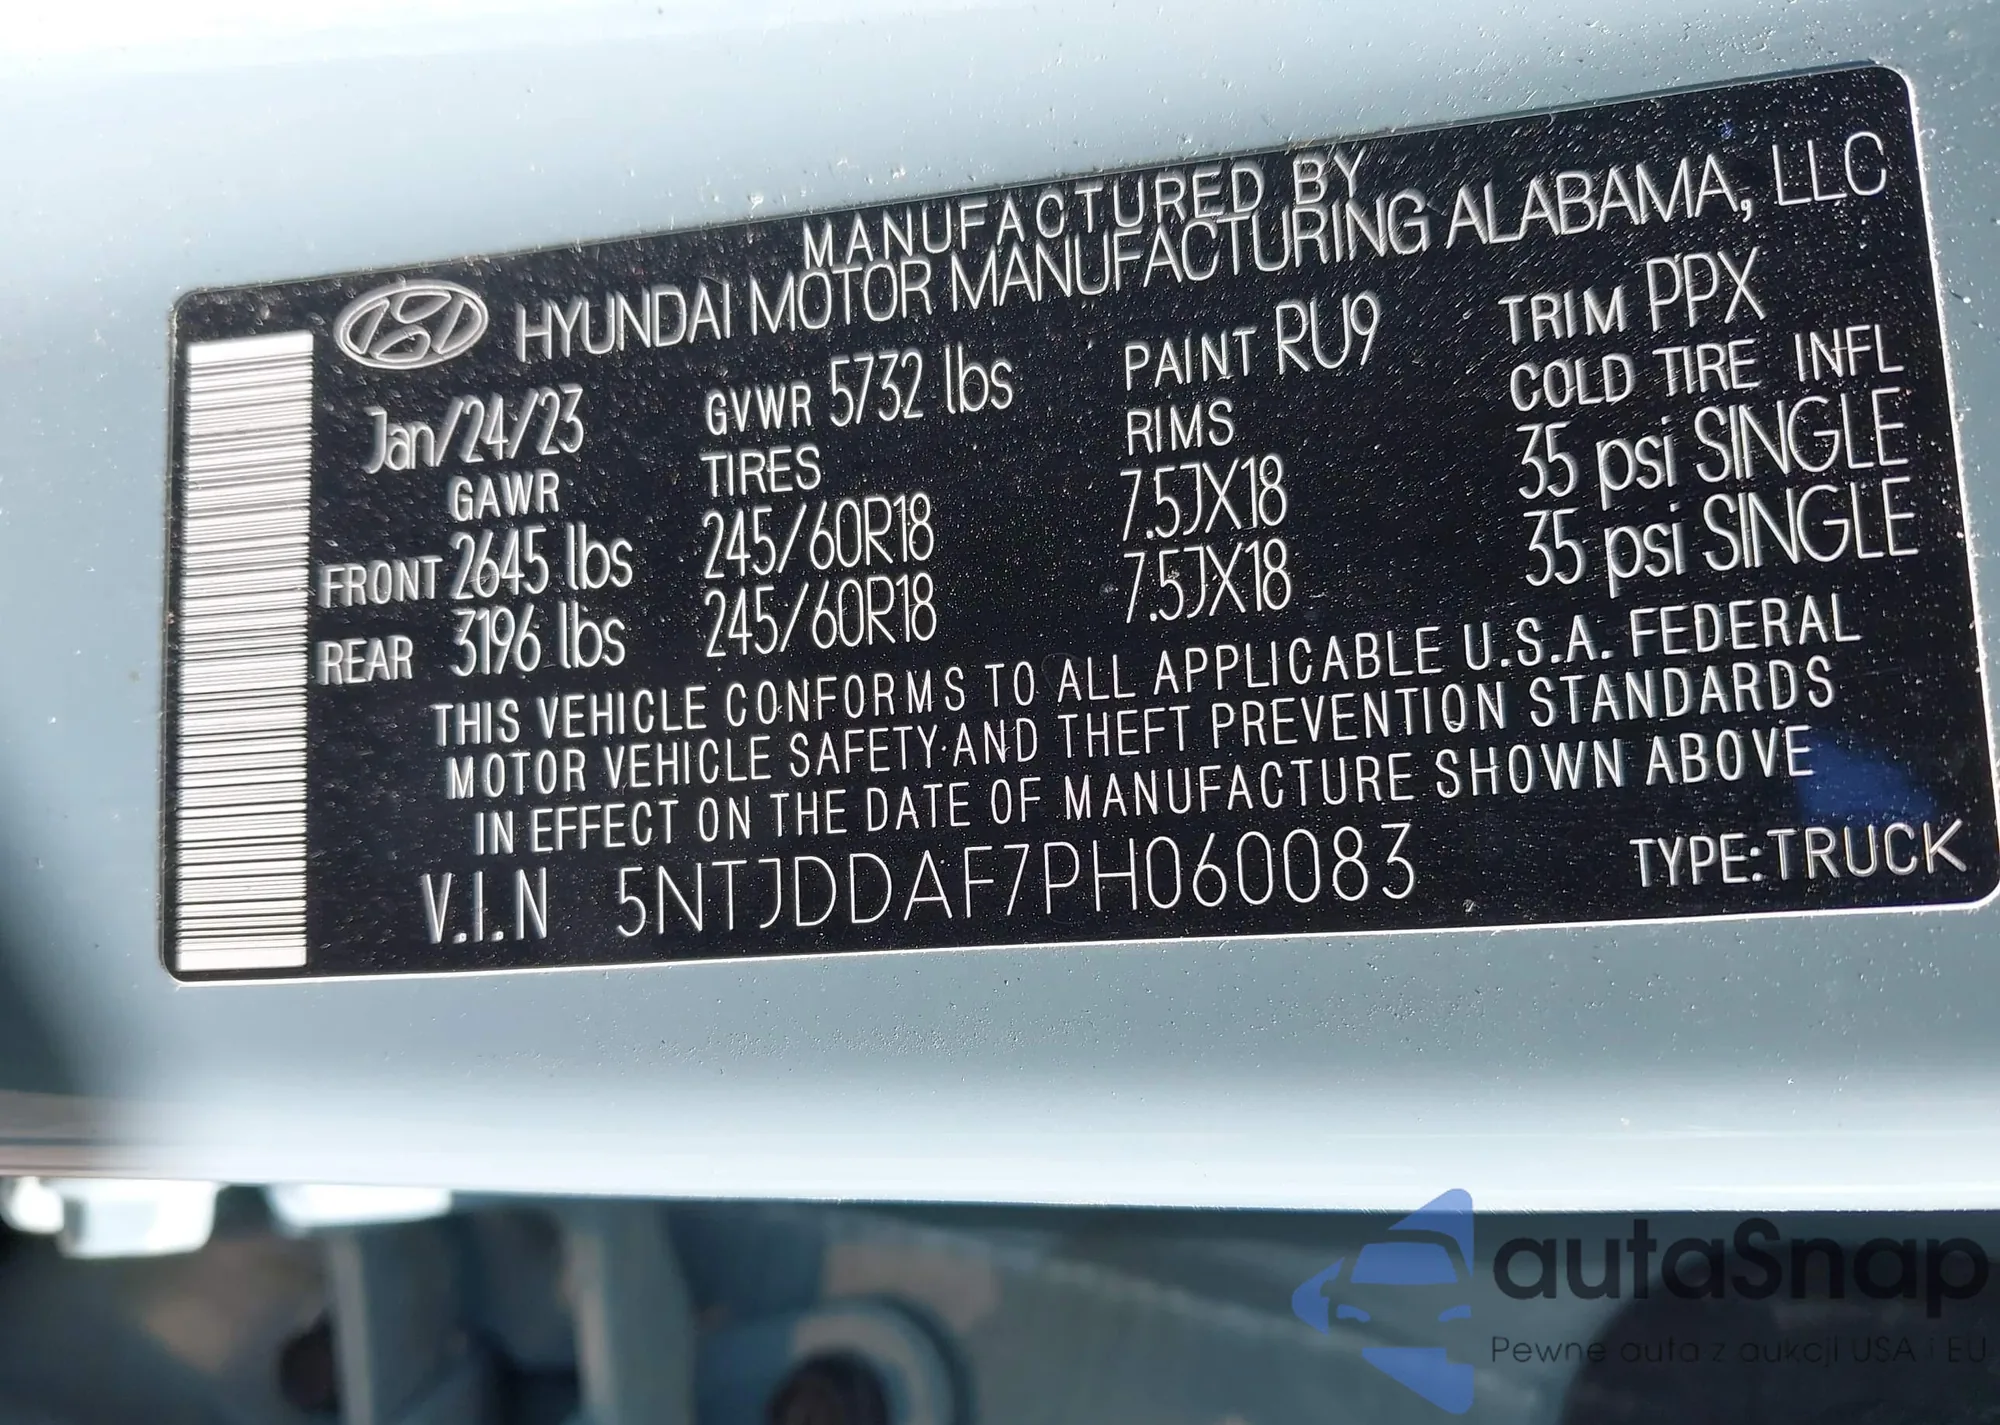 MANUFACTURED BY
HYUNDAI MOTOR MANUFACTURING ALABAMA, LLC
Jan/24/23 GVWR 5732 lbs PAINT RU9 TRIM PPX
GAWR TIRES RIMS COLD TIRE INFL
FRONT 2645 lbs 245/60R18 7.5JX18 35 psi SINGLE
REAR 3196 lbs 245/60R18 7.5JX18 35 psi SINGLE
THIS VEHICLE CONFORMS TO ALL APPLICABLE U.S.A. FEDERAL
MOTOR VEHICLE SAFETY AND THEFT PREVENTION STANDARDS
IN EFFECT ON THE DATE OF MANUFACTURE SHOWN ABOVE
V.I.N 5NTJDDAF7PH060083 TYPE:TRUCK
autaSnap
Pewne auta z aukcji USA i EU